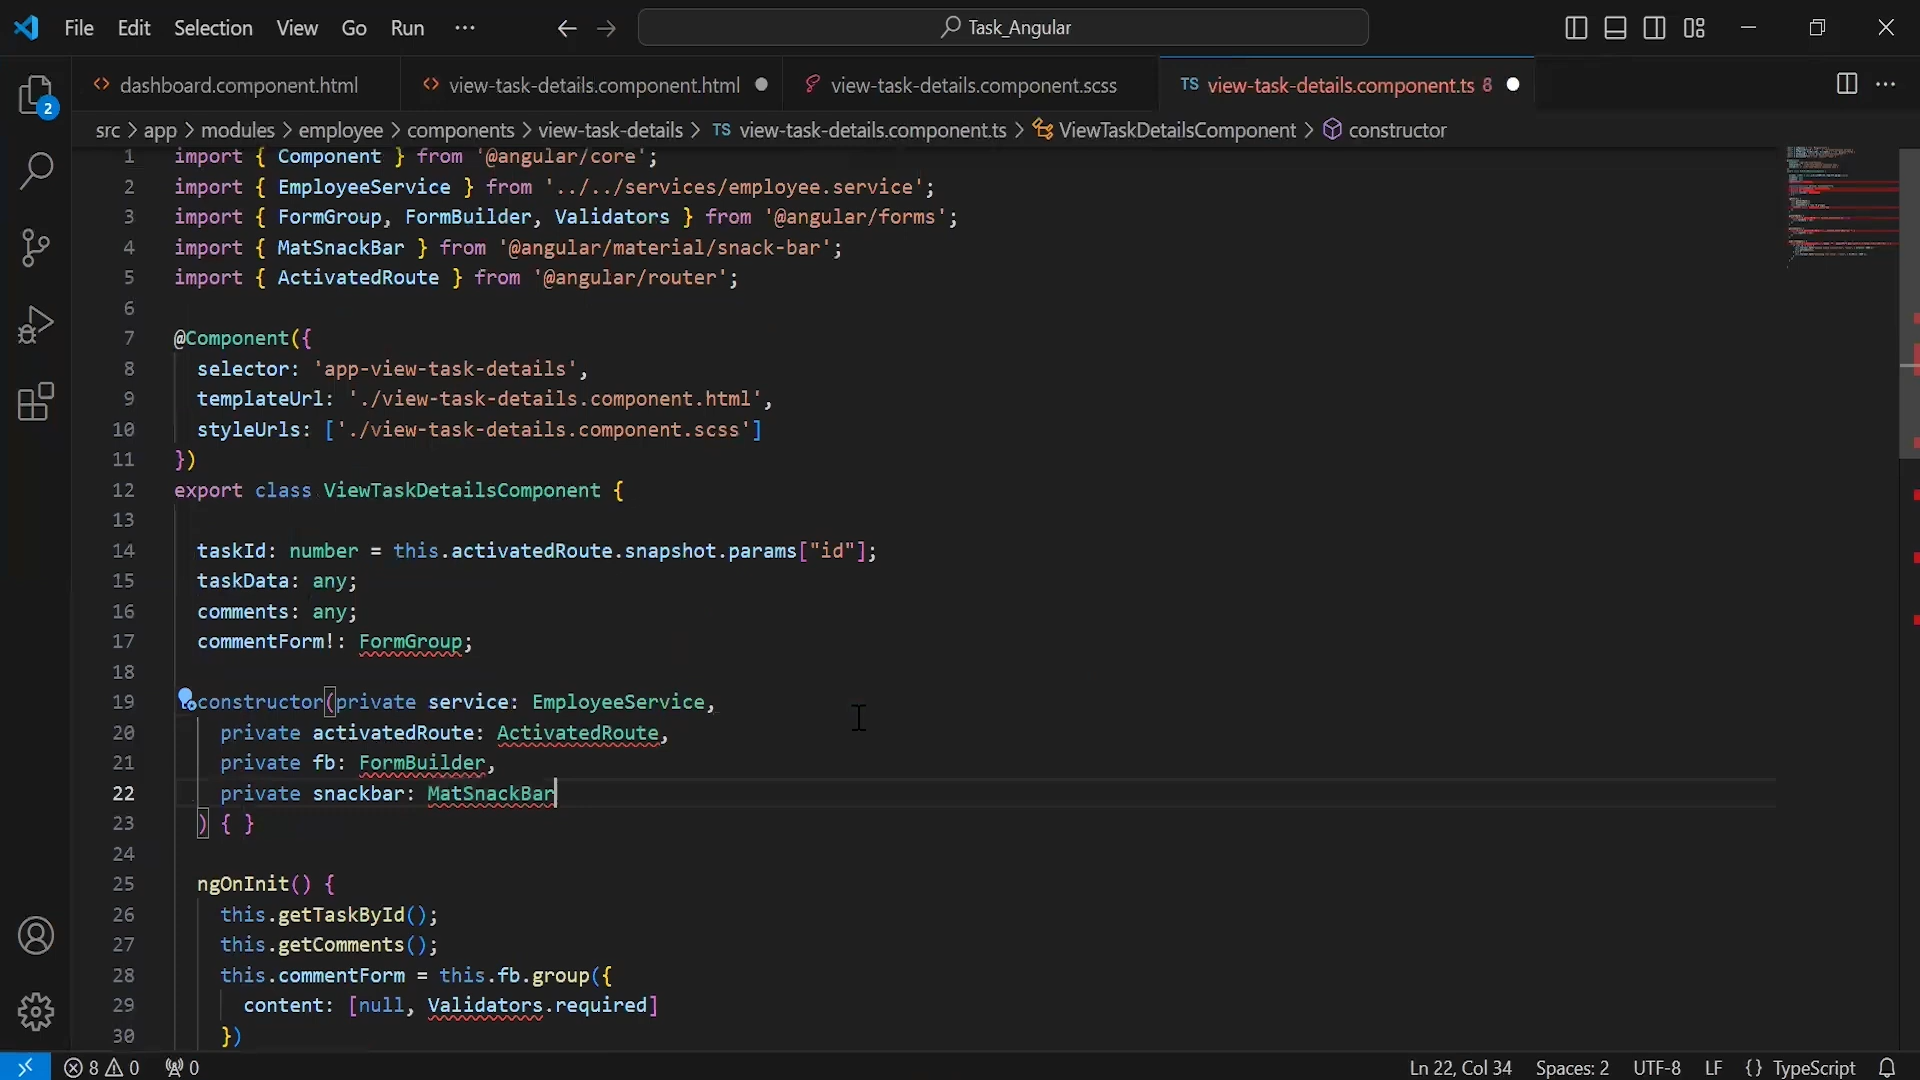 File Edit Selection View Go Run ··· Task_Angular
dashboard.component.html view-task-details.component.html view-task-details.component.scss TS view-task-details.component.ts 8
src > app > modules > employee > components > view-task-details > TS view-task-details.component.ts > ViewTaskDetailsComponent > constructor
2
1 import { Component } from '@angular/core';
2 import { EmployeeService } from '../../services/employee.service';
3 import { FormGroup, FormBuilder, Validators } from '@angular/forms';
4 import { MatSnackBar } from '@angular/material/snack-bar';
5 import { ActivatedRoute } from '@angular/router';
6
7 @Component({
8 selector: 'app-view-task-details',
9 templateUrl: './view-task-details.component.html',
10 styleUrls: ['./view-task-details.component.scss']
11 })
12 export class ViewTaskDetailsComponent {
13
14 taskId: number = this.activatedRoute.snapshot.params["id"];
15 taskData: any;
16 comments: any;
17 commentForm!: FormGroup;
18
19 constructor(private service: EmployeeService,
20 private activatedRoute: ActivatedRoute,
21 private fb: FormBuilder,
22 private snackbar: MatSnackBar
23 ) { }
24
25 ngOnInit() {
26 this.getTaskById();
27 this.getComments();
28 this.commentForm = this.fb.group({
29 content: [null, Validators.required]
30 })
8 0 0 Ln 22, Col 34 Spaces: 2 UTF-8 LF {} TypeScript